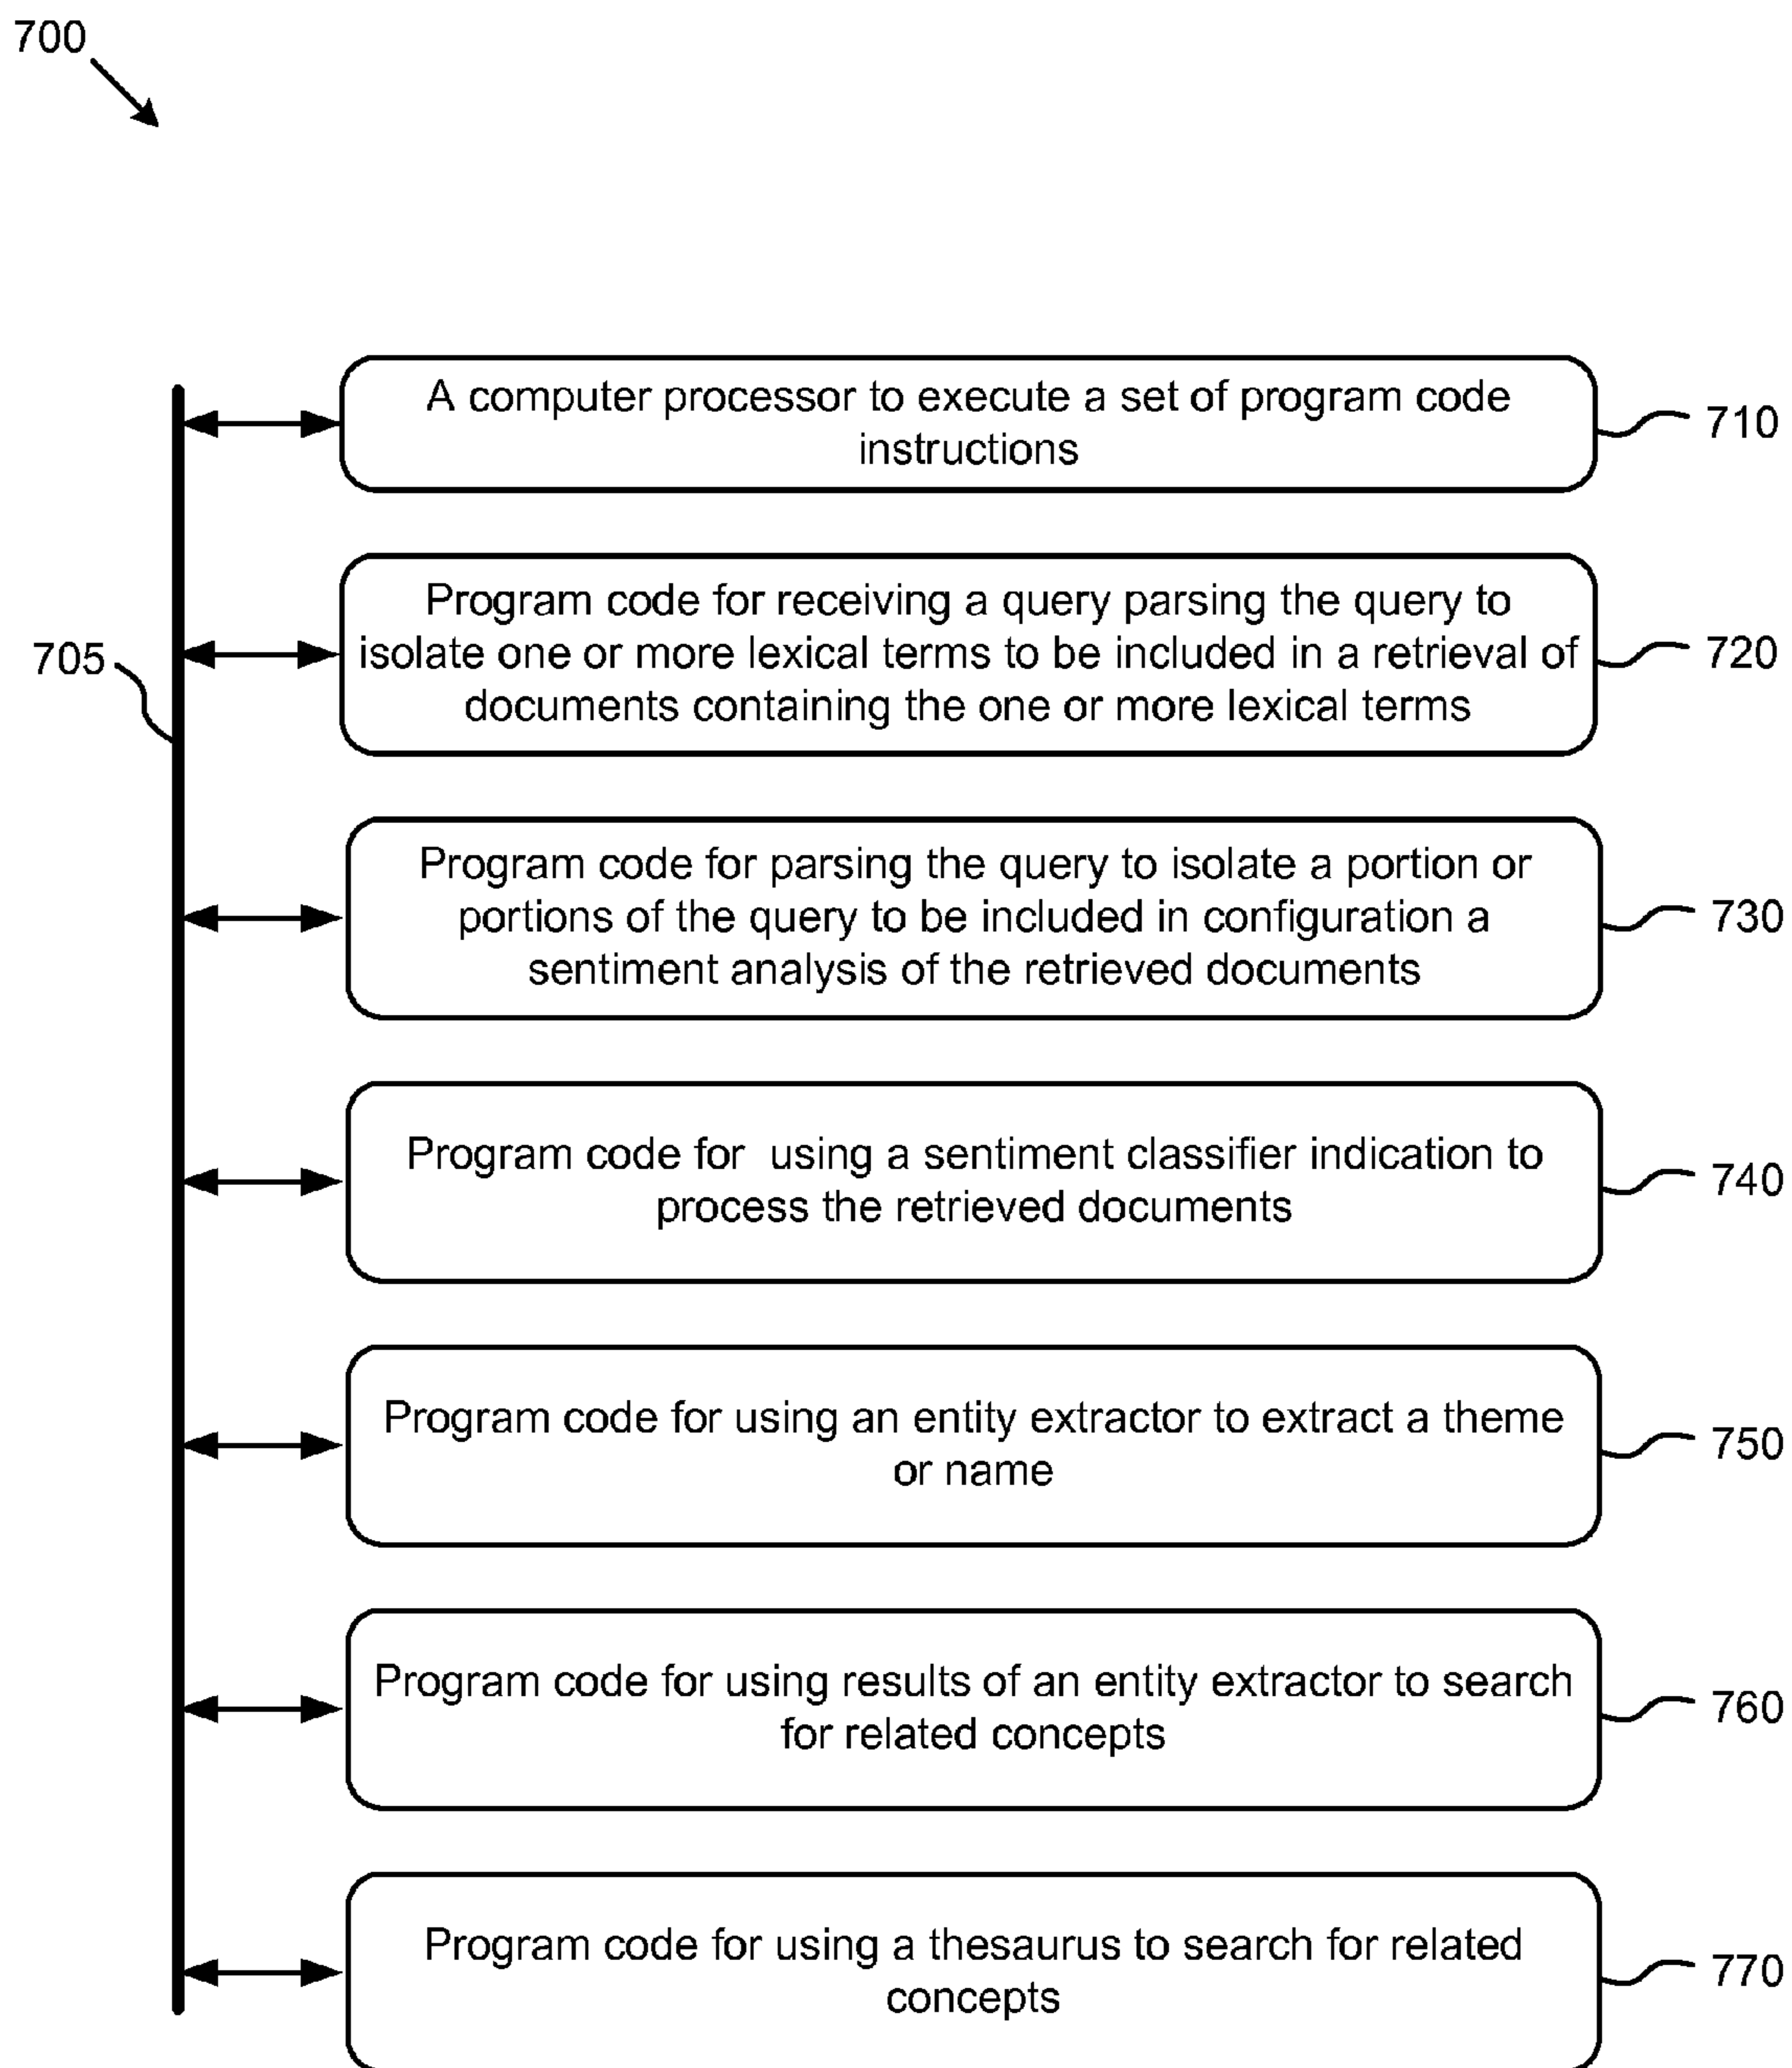 700
A computer processor to execute a set of program code
instructions
710
Program code for receiving a query parsing the query to
isolate one or more lexical terms to be included in a retrieval of
documents containing the one or more lexical terms
720
705
Program code for parsing the query to isolate a portion or
portions of the query to be included in configuration a
sentiment analysis of the retrieved documents
730
Program code for  using a sentiment classifier indication to
process the retrieved documents
740
Program code for using an entity extractor to extract a theme
or name
750
Program code for using results of an entity extractor to search
for related concepts
760
Program code for using a thesaurus to search for related
concepts
770